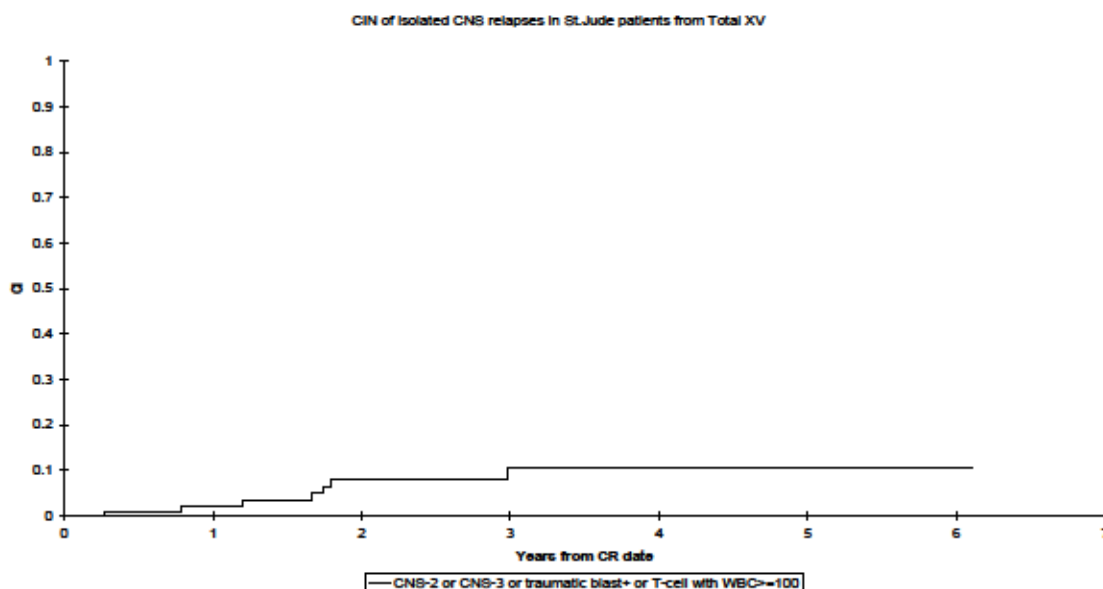 CIN of Isolated CNS relapses in St.Jude patients from Total XV
1
0.9
0.8
0.7
0.6
0.5
0.4
0.3
0.2
0.1
0
CI
0 1 2 3 4 5 6 7
Years from CR date
CNS-2 or CNS-3 or traumatic blast+ or T-cell with WBC>=100